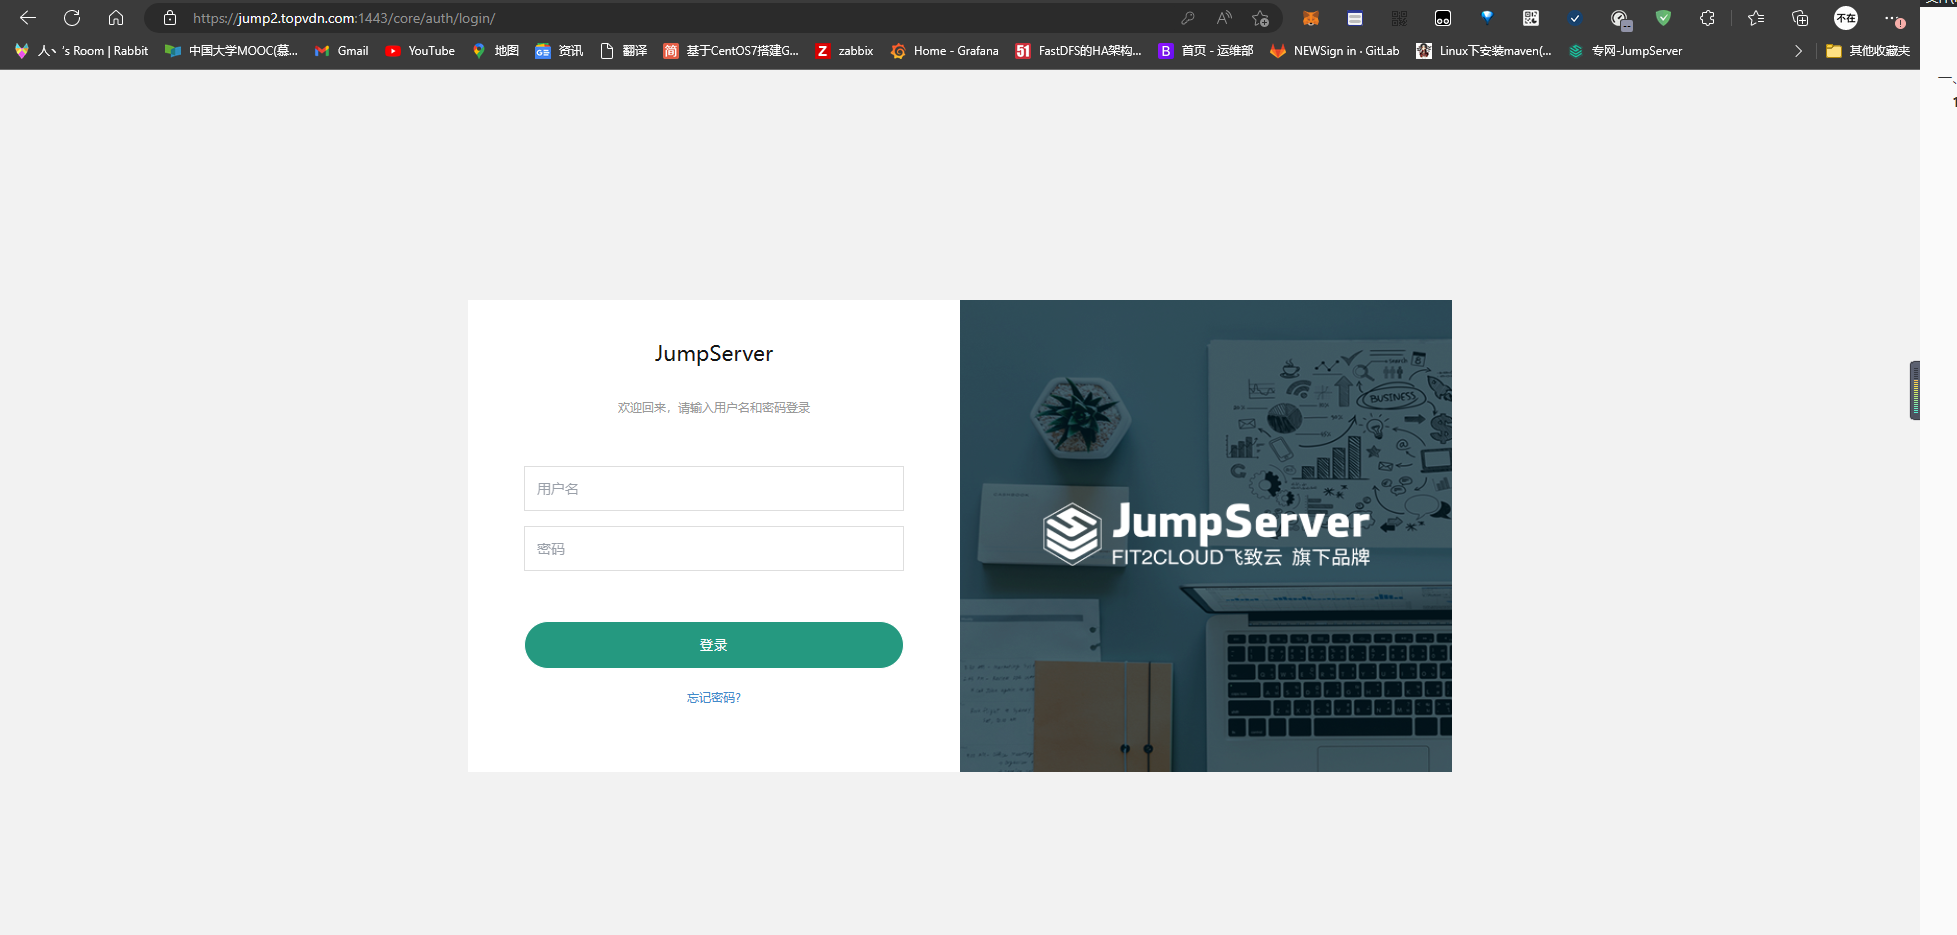 https://jump2.topvdn.com:1443/core/auth/login/
不在
人丶's Room | Rabbit
中国大学MOOC(慕...
Gmail
YouTube
地图
资讯
翻译
基于CentOS7搭建G...
zabbix
Home - Grafana
51 FastDFS的HA架构...
B 首页 - 运维部
NEWSign in · GitLab
Linux下安装maven(...
专网-JumpServer
其他收藏夹
一、
1
JumpServer
欢迎回来，请输入用户名和密码登录
用户名
密码
登录
忘记密码?
BUSINESS
JumpServer
FIT2CLOUD飞致云 旗下品牌